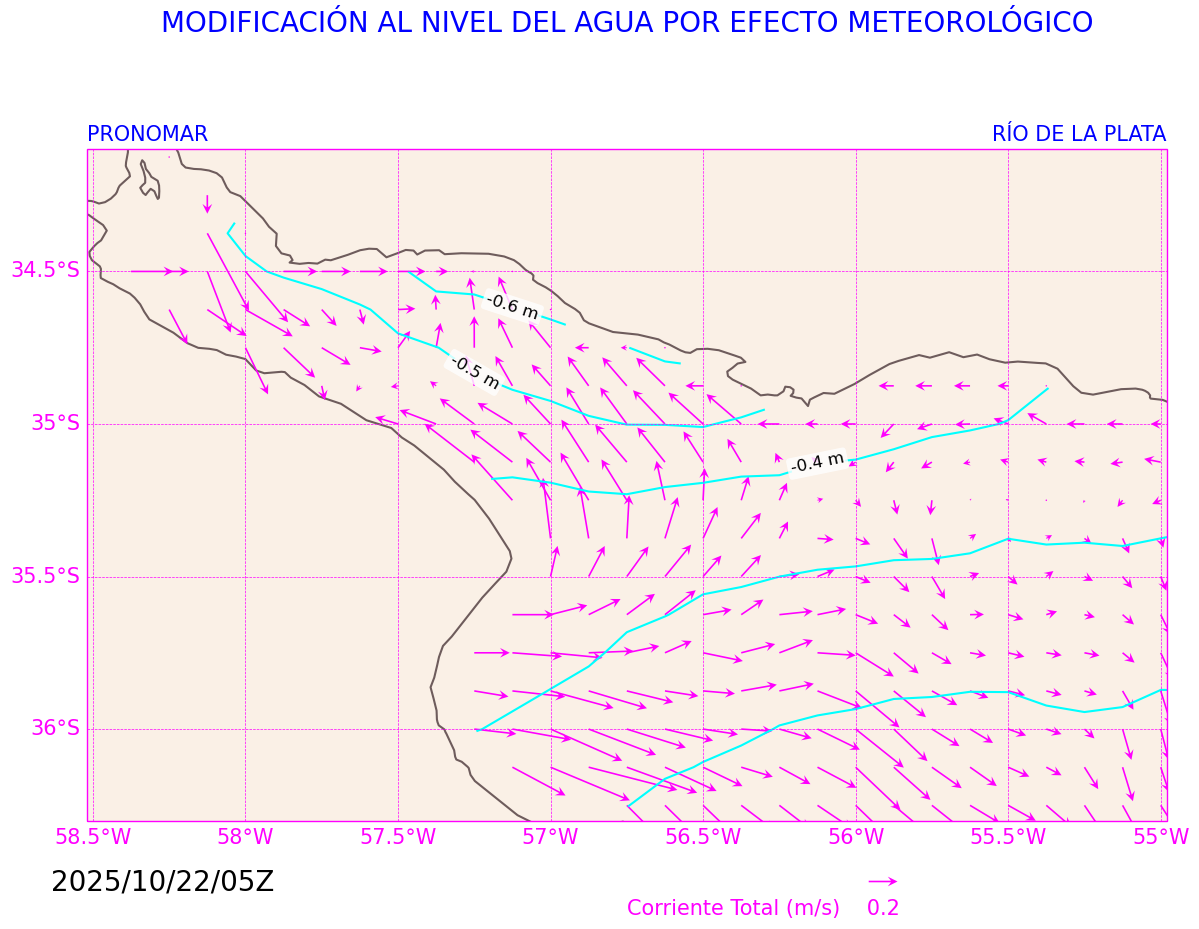 MODIFICACIÓN AL NIVEL DEL AGUA POR EFECTO METEOROLÓGICO
PRONOMAR
RÍO DE LA PLATA
34.5°S
-0.6 m
-0.5 m
35°S
-0.4 m
35.5°S
36°S
58.5°W 58°W 57.5°W 57°W 56.5°W 56°W 55.5°W 55°W
2025/10/22/05Z
Corriente Total (m/s) 0.2